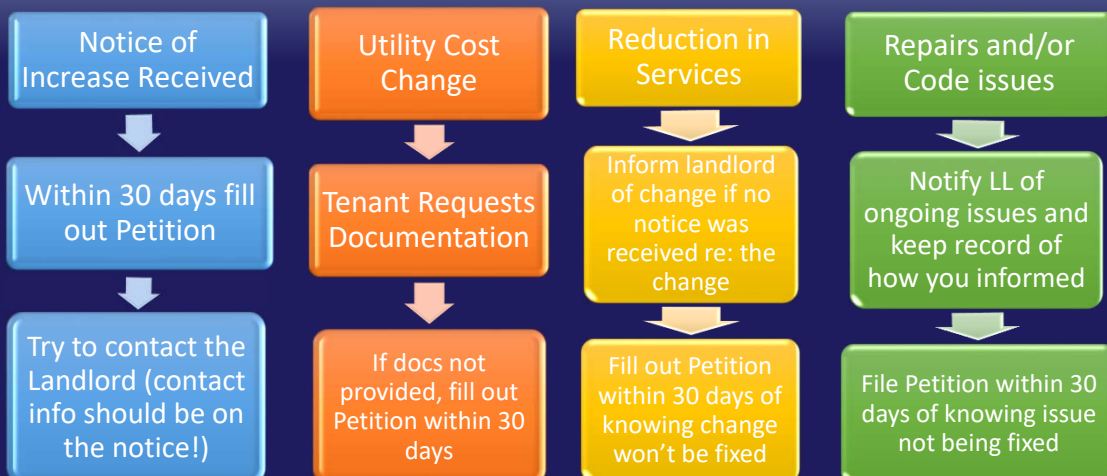 Notice of
Increase Received
Within 30 days fill
out Petition
Try to contact the
Landlord (contact
info should be on
the notice!)
Utility Cost
Change
Tenant Requests
Documentation
If docs not
provided, fill out
Petition within 30
days
Reduction in
Services
Inform landlord
of change if no
notice was
received re: the
change
Fill out Petition
within 30 days of
knowing change
won’t be fixed
Repairs and/or
Code issues
Notify LL of
ongoing issues and
keep record of
how you informed
File Petition within 30
days of knowing issue
not being fixed